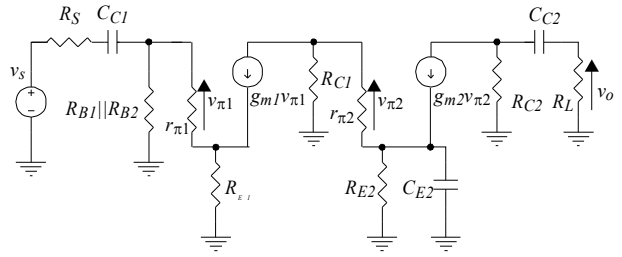 R_S
C_C1
v_s
+
−
R_B1||R_B2
r_π1
v_π1
g_m1v_π1
R_E1
R_C1
r_π2
v_π2
g_m2v_π2
R_E2
C_E2
R_C2
C_C2
R_L
v_o